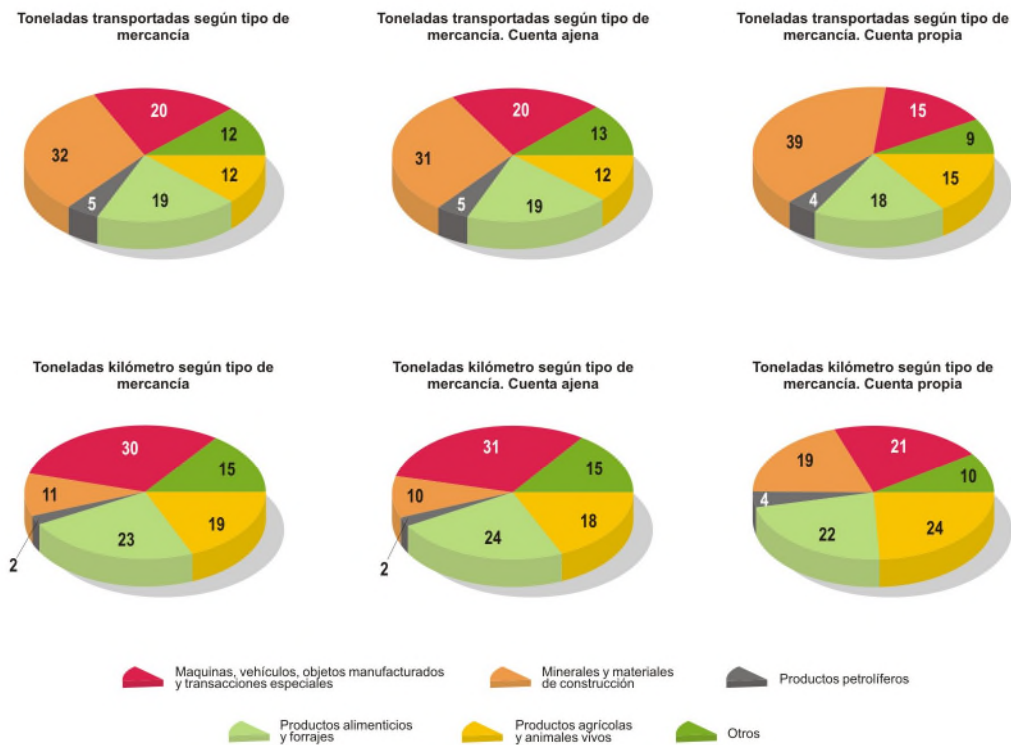 Toneladas transportadas según tipo de
mercancía
20
12
12
19
5
32
Toneladas transportadas según tipo de
mercancía. Cuenta ajena
20
13
12
19
5
31
Toneladas transportadas según tipo de
mercancía. Cuenta propia
15
9
15
18
4
39
Toneladas kilómetro según tipo de
mercancía
30
15
19
23
2
11
Toneladas kilómetro según tipo de
mercancía. Cuenta ajena
31
15
18
24
2
10
Toneladas kilómetro según tipo de
mercancía. Cuenta propia
21
10
24
22
4
19
Maquinas, vehículos, objetos manufacturados
y transacciones especiales
Minerales y materiales
de construcción
Productos petrolíferos
Productos alimenticios
y forrajes
Productos agrícolas
y animales vivos
Otros